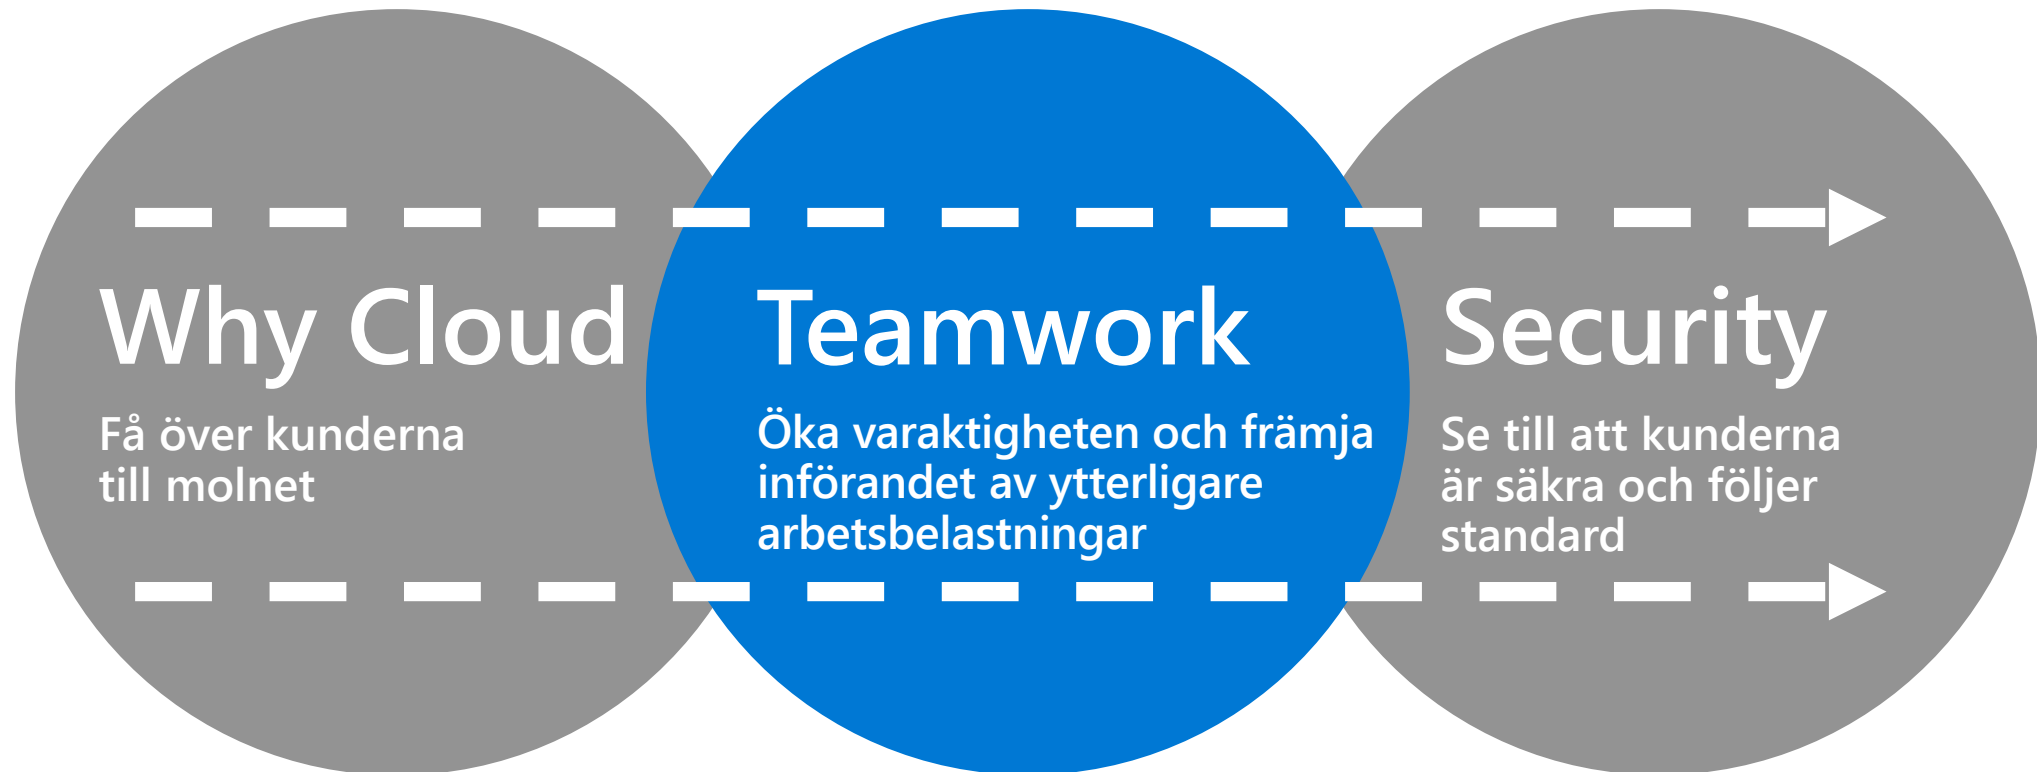 Why Cloud
Få över kunderna
till molnet
Teamwork
Öka varaktigheten och främja
införandet av ytterligare
arbetsbelastningar
Security
Se till att kunderna
är säkra och följer
standard